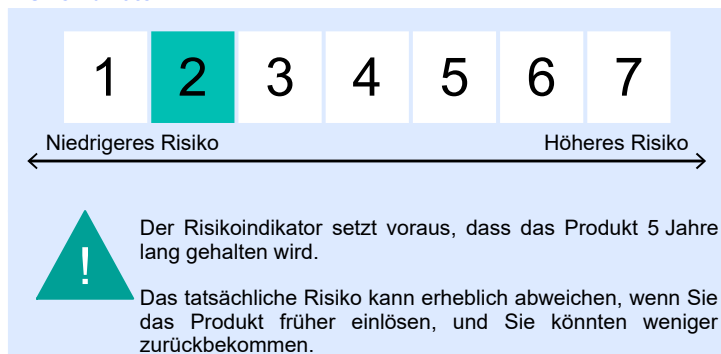 1 2 3 4 5 6 7
Niedrigeres Risiko Höheres Risiko
!
Der Risikoindikator setzt voraus, dass das Produkt 5 Jahre
lang gehalten wird.
Das tatsächliche Risiko kann erheblich abweichen, wenn Sie
das Produkt früher einlösen, und Sie könnten weniger
zurückbekommen.